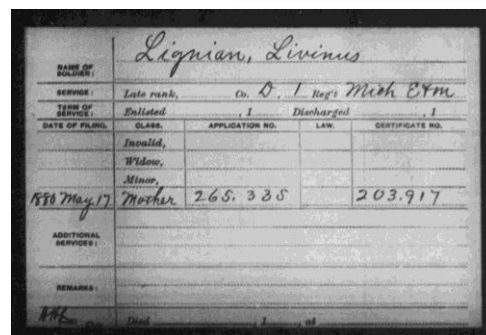 Lignian, Livinus
NAME OF SOLDIER:
SERVICE: Late rank, Co. D. 1 Reg't Mich E & M
TERM OF SERVICE: Enlisted , 1 Discharged , 1
DATE OF FILING. CLASS. APPLICATION NO. LAW. CERTIFICATE NO.
Invalid,
Widow,
Minor,
1880 May 17 Mother 265.335 203.917
ADDITIONAL SERVICES:
REMARKS:
Died , 1 , at